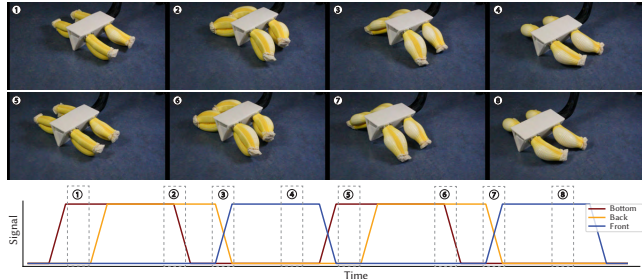 ① ② ③ ④
⑤ ⑥ ⑦ ⑧
① ② ③ ④ ⑤ ⑥ ⑦ ⑧
Bottom
Back
Front
Signal
Time